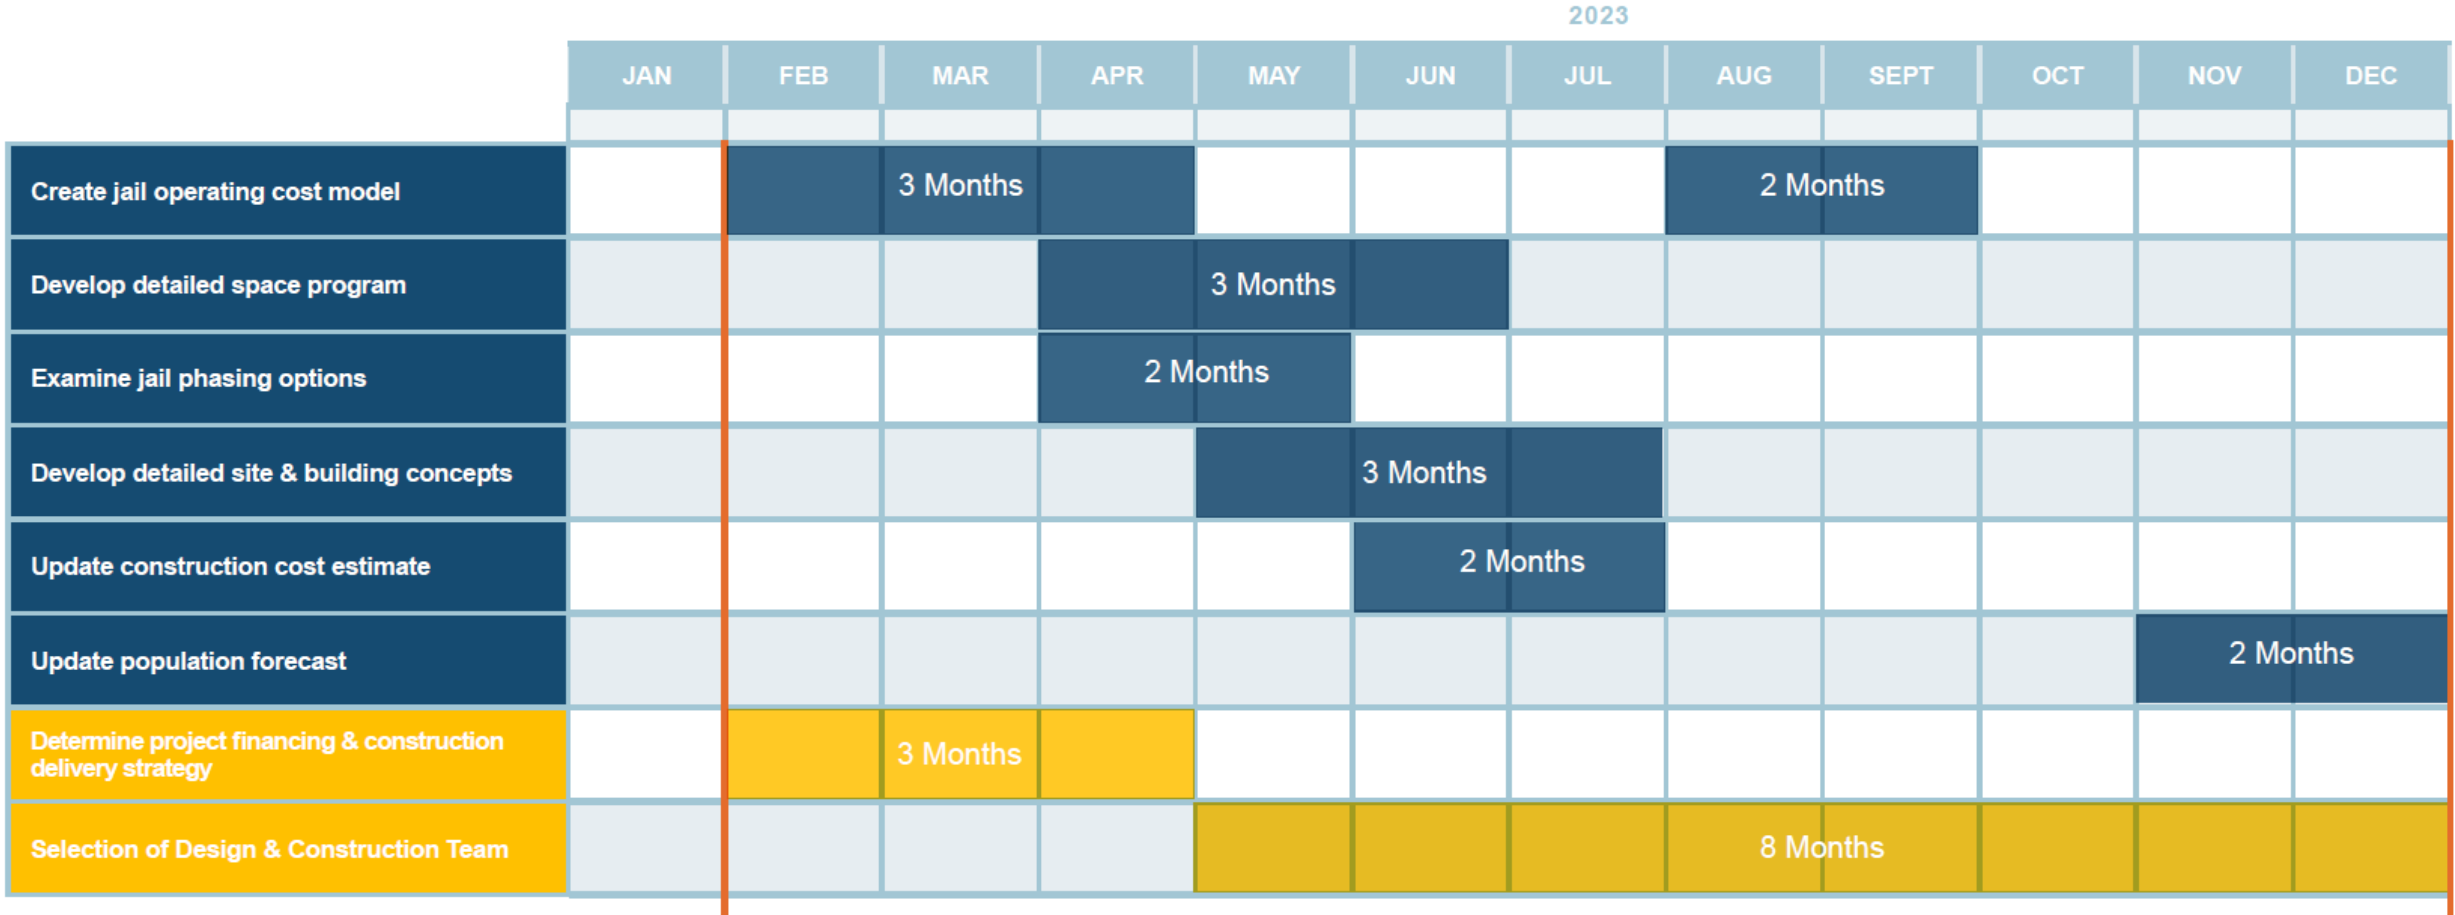 2023
JAN FEB MAR APR MAY JUN JUL AUG SEPT OCT NOV DEC
Create jail operating cost model 3 Months 2 Months
Develop detailed space program 3 Months
Examine jail phasing options 2 Months
Develop detailed site & building concepts 3 Months
Update construction cost estimate 2 Months
Update population forecast 2 Months
Determine project financing & construction
delivery strategy 3 Months
Selection of Design & Construction Team 8 Months